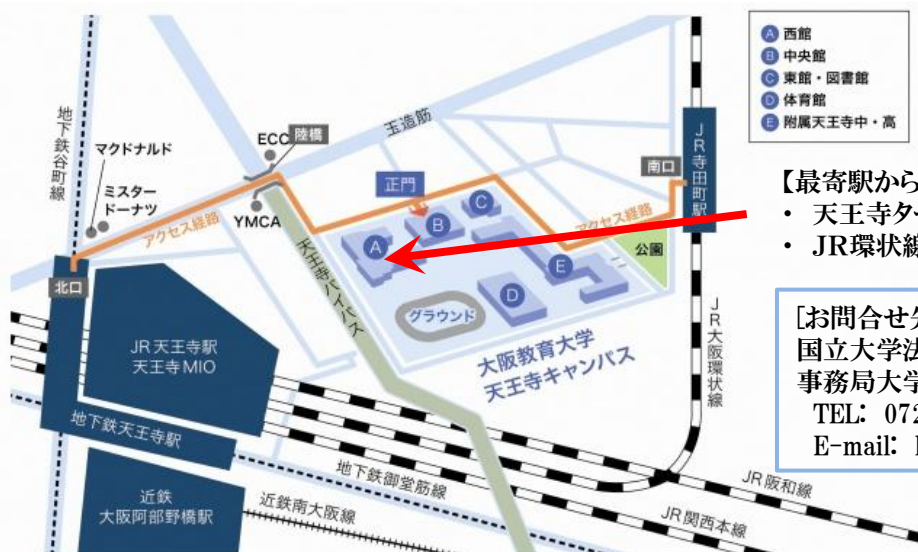 A 西館
B 中央館
C 東館・図書館
D 体育館
E 附属天王寺中・高
地下鉄谷町線
マクドナルド
ミスター
ドーナツ
ECC
陸橋
玉造筋
YMCA
アクセス経路
正門
南口
JR寺田町駅
アクセス経路
公園
A
B
C
D
E
グラウンド
天王寺バイパス
大阪教育大学
天王寺キャンパス
JR大阪環状線
北口
JR天王寺駅
天王寺MIO
地下鉄天王寺駅
近鉄
大阪阿部野橋駅
地下鉄御堂筋線
近鉄南大阪線
JR阪和線
JR関西本線
【最寄駅から
・ 天王寺タ
・ JR環状線
[お問合せ先
国立大学法
事務局大学
TEL: 072
E-mail: